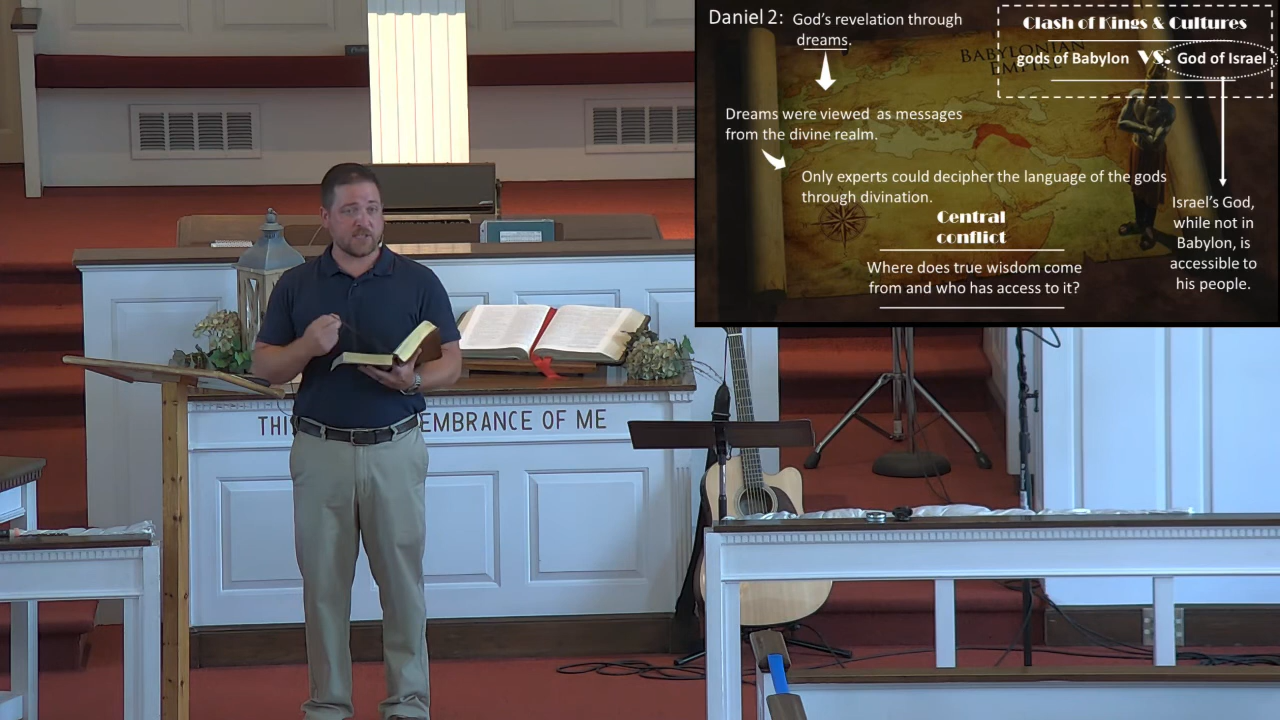 Daniel 2: God's revelation through
dreams.
Dreams were viewed as messages
from the divine realm.
Only experts could decipher the language of the gods
through divination.
Central
conflict
Where does true wisdom come
from and who has access to it?
Clash of Kings & Cultures
gods of Babylon VS. God of Israel
Israel's God,
while not in
Babylon, is
accessible to
his people.
BABYLONIAN
EMPIRE
THI EMBRANCE OF ME